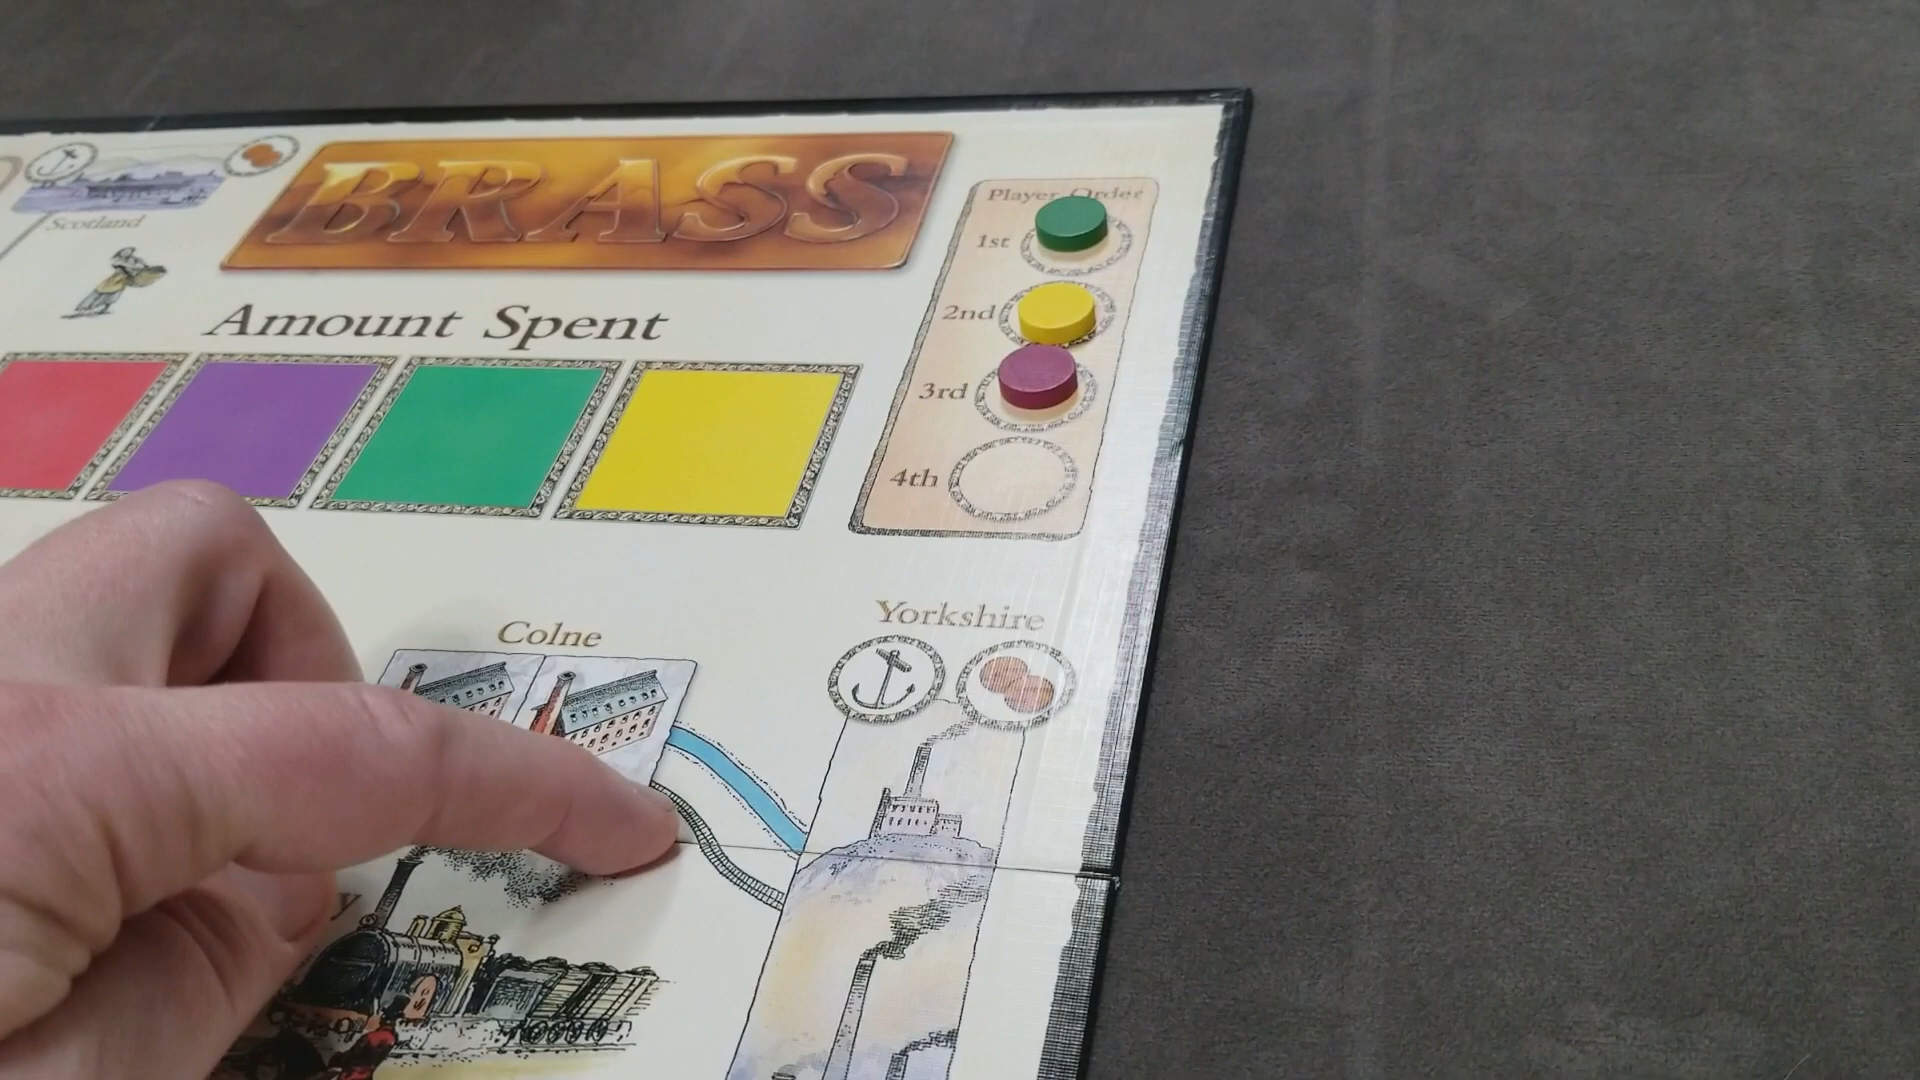 BRASS
Scotland
Player Order
1st
Amount Spent
2nd
3rd
4th
Colne
Yorkshire
y